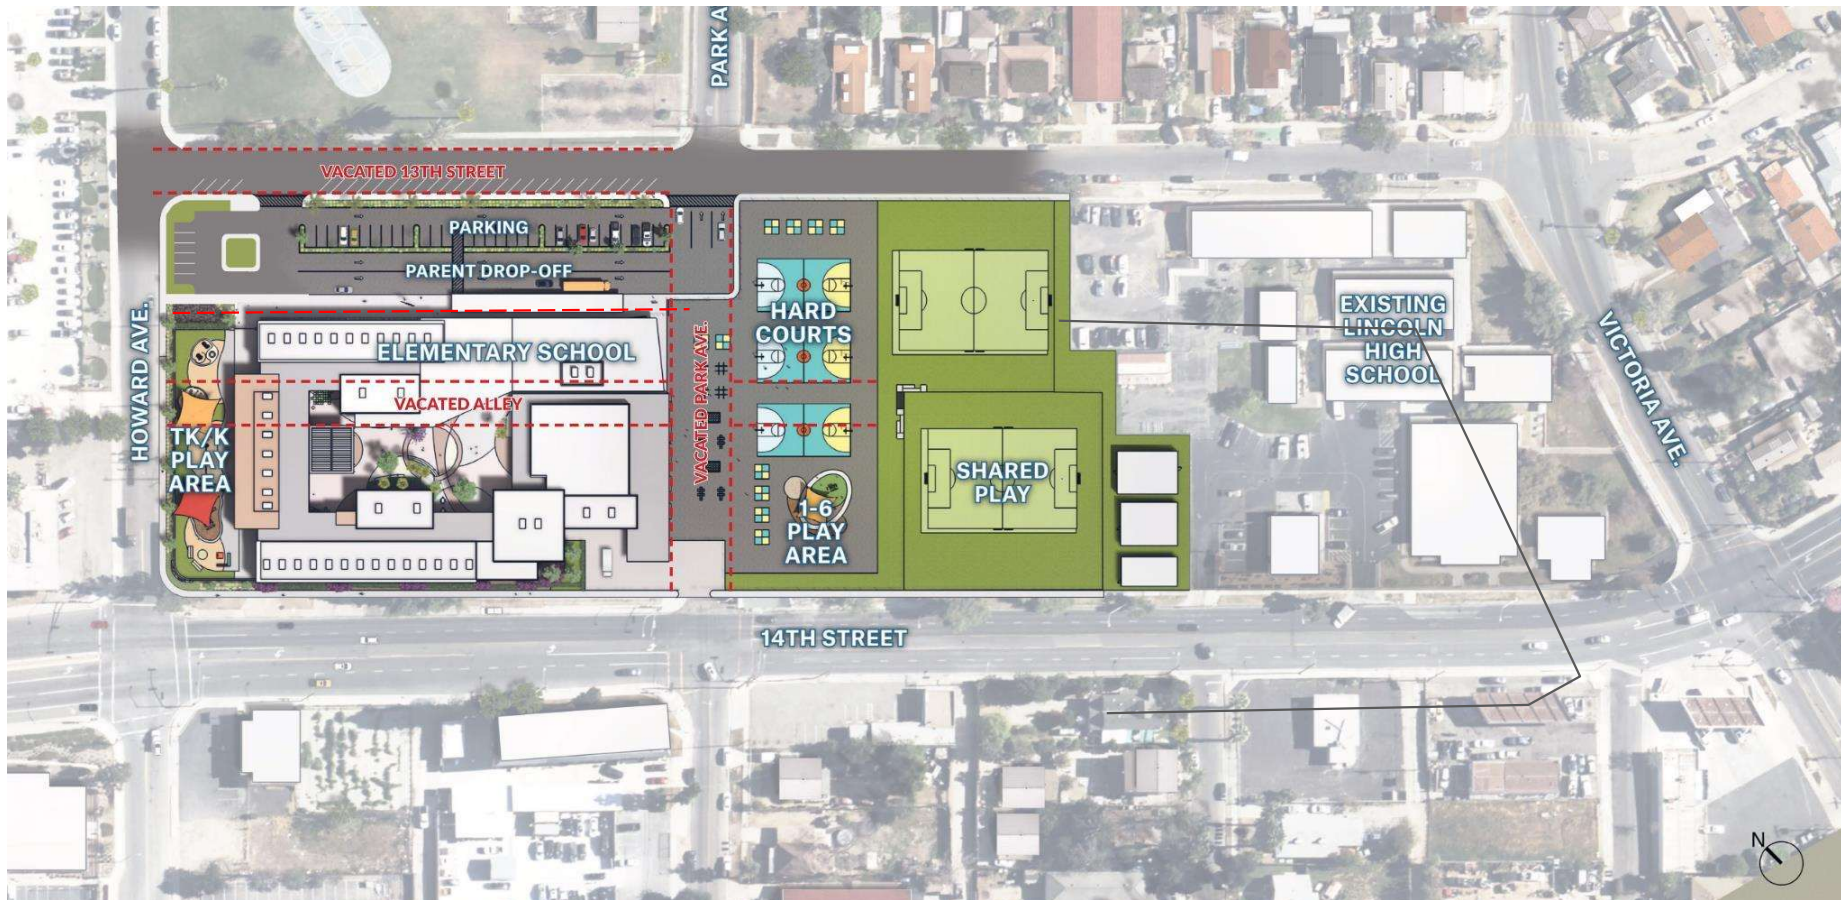 PARK A
VACATED 13TH STREET
PARKING
PARENT DROP-OFF
HOWARD AVE.
ELEMENTARY SCHOOL
VACATED ALLEY
TK/K
PLAY
AREA
VACATED PARK AVE.
HARD
COURTS
1-6
PLAY
AREA
SHARED
PLAY
EXISTING
LINCOLN
HIGH
SCHOOL
VICTORIA AVE.
14TH STREET
N